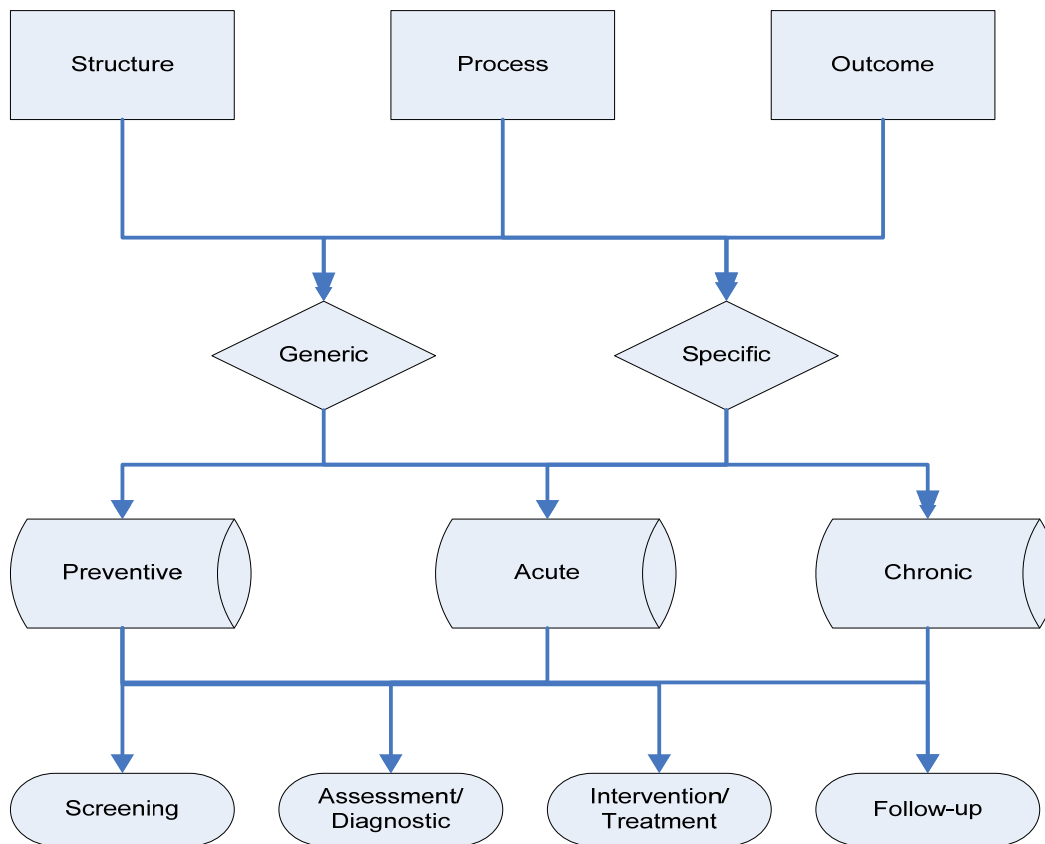 Structure
Process
Outcome
Generic
Specific
Preventive
Acute
Chronic
Screening
Assessment/
Diagnostic
Intervention/
Treatment
Follow-up